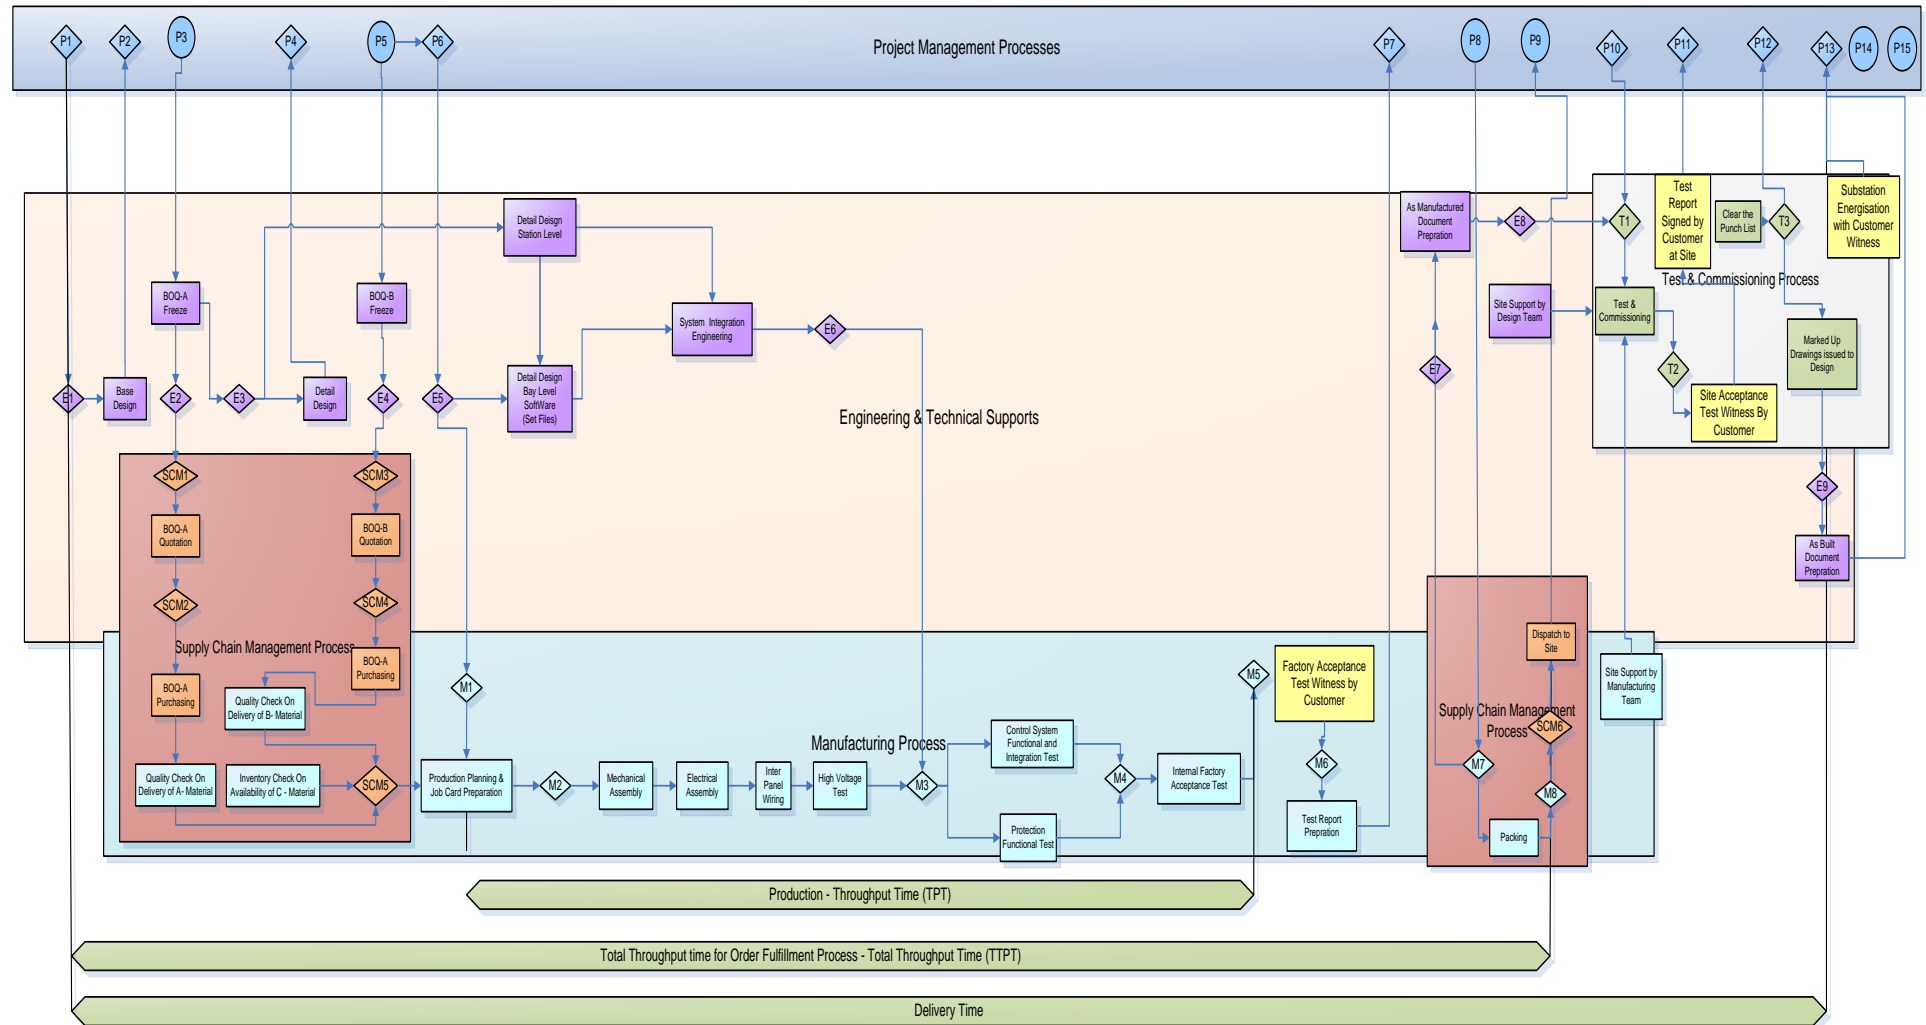 P1
P2
P3
P4
P5
P6
Project Management Processes
P7
P8
P9
P10
P11
P12
P13
P14
P15
Detail Deisgn
Station Level
As Manufactured
Document
Prepration
E8
T1
Test
Report
Signed by
Customer
at Site
Clear the
Punch List
T3
Substation
Energisation
with Customer
Witness
Test & Commissioning Process
BOQ-A
Freeze
BOQ-B
Freeze
System Integration
Engineering
E6
Site Support by
Design Team
Test &
Commissioning
Marked Up
Drawings issued to
Design
E1
Base
Design
E2
E3
Detail
Design
E4
E5
Detail Design
Bay Level
SoftWare
(Set Files)
E7
T2
Site Acceptance
Test Witness By
Customer
Engineering & Technical Supports
SCM1
SCM3
E9
BOQ-A
Quotation
BOQ-B
Quotation
As Built
Document
Prepration
SCM2
SCM4
Supply Chain Management Process
BOQ-A
Purchasing
BOQ-A
Purchasing
Quality Check On
Delivery of B- Material
M1
M5
Factory Acceptance
Test Witness by
Customer
Dispatch to
Site
Site Support by
Manufacturing
Team
Supply Chain Management
Process
SCM6
Manufacturing Process
Control System
Functional and
Integration Test
M6
M7
Quality Check On
Delivery of A- Material
Inventory Check On
Availability of C - Material
SCM5
Production Planning &
Job Card Preparation
M2
Mechanical
Assembly
Electrical
Assembly
Inter
Panel
Wiring
High Voltage
Test
M3
M4
Internal Factory
Acceptance Test
M8
Protection
Functional Test
Test Report
Prepration
Packing
Production - Throughput Time (TPT)
Total Throughput time for Order Fulfillment Process - Total Throughput Time (TTPT)
Delivery Time